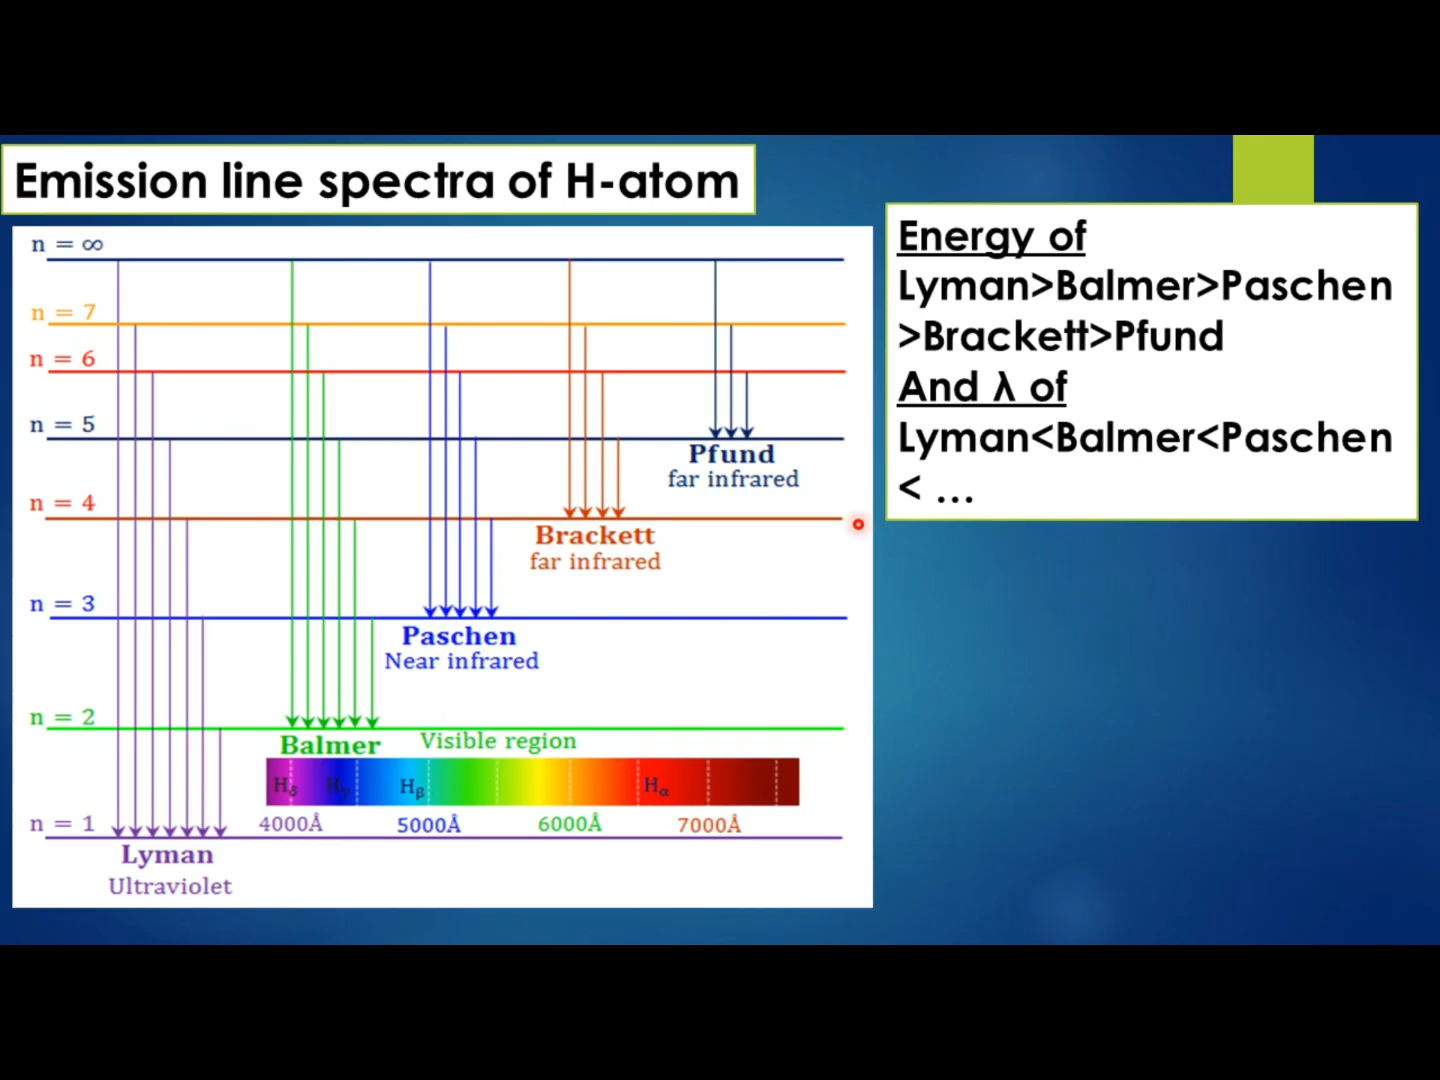 Emission line spectra of H-atom
Energy of
Lyman>Balmer>Paschen
>Brackett>Pfund
And λ of
Lyman<Balmer<Paschen
< ...
n = ∞
n = 7
n = 6
n = 5
Pfund
far infrared
n = 4
Brackett
far infrared
n = 3
Paschen
Near infrared
n = 2
Balmer
Visible region
Hδ
Hγ
Hβ
Hα
4000Å
5000Å
6000Å
7000Å
n = 1
Lyman
Ultraviolet